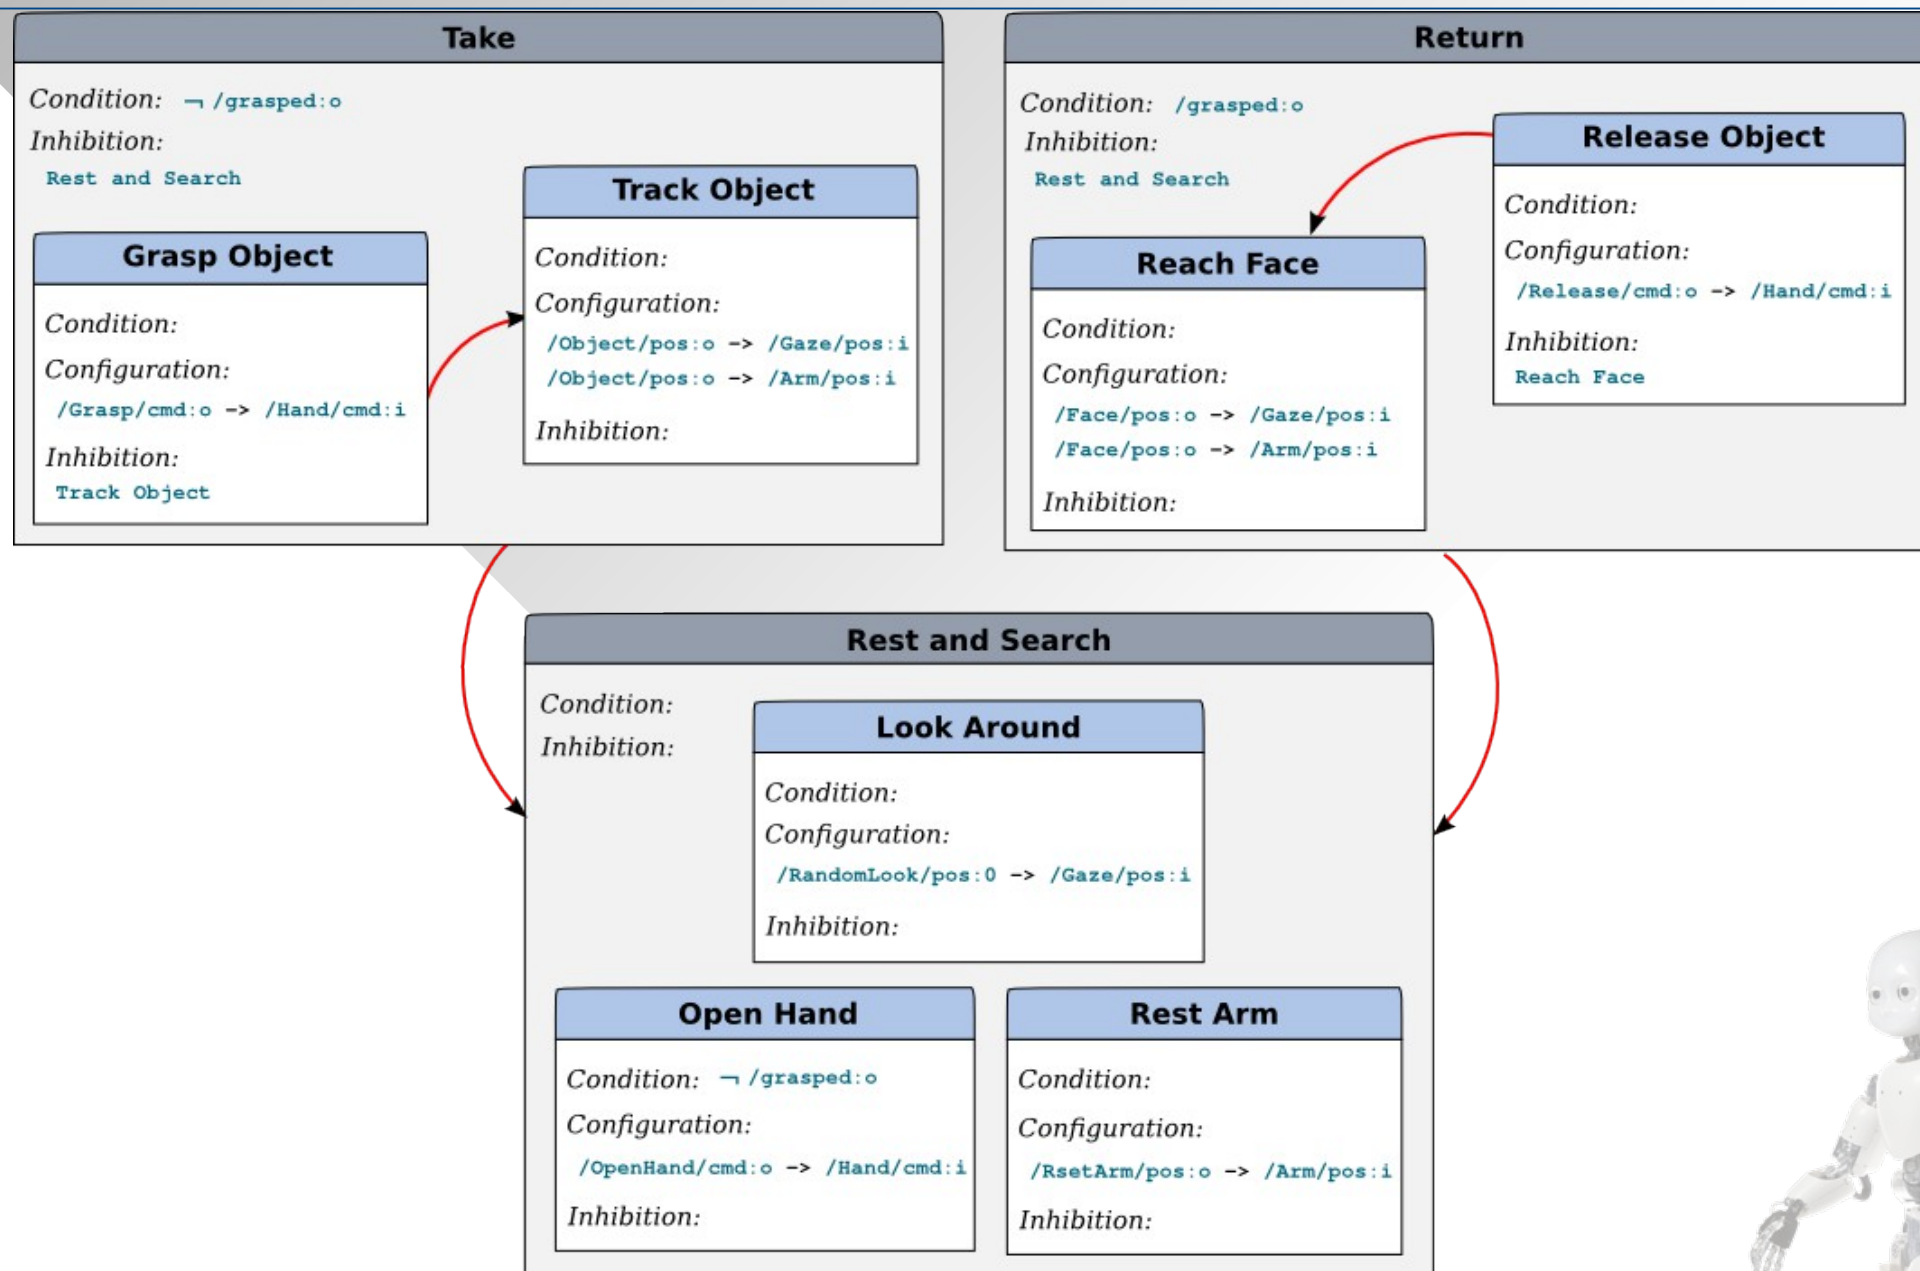 Take
Condition: ¬ /grasped:o
Inhibition:
Rest and Search
Grasp Object
Condition:
Configuration:
/Grasp/cmd:o -> /Hand/cmd:i
Inhibition:
Track Object
Track Object
Condition:
Configuration:
/Object/pos:o -> /Gaze/pos:i
/Object/pos:o -> /Arm/pos:i
Inhibition:
Return
Condition: /grasped:o
Inhibition:
Rest and Search
Reach Face
Condition:
Configuration:
/Face/pos:o -> /Gaze/pos:i
/Face/pos:o -> /Arm/pos:i
Inhibition:
Release Object
Condition:
Configuration:
/Release/cmd:o -> /Hand/cmd:i
Inhibition:
Reach Face
Rest and Search
Condition:
Inhibition:
Look Around
Condition:
Configuration:
/RandomLook/pos:0 -> /Gaze/pos:i
Inhibition:
Open Hand
Condition: ¬ /grasped:o
Configuration:
/OpenHand/cmd:o -> /Hand/cmd:i
Inhibition:
Rest Arm
Condition:
Configuration:
/RsetArm/pos:o -> /Arm/pos:i
Inhibition: